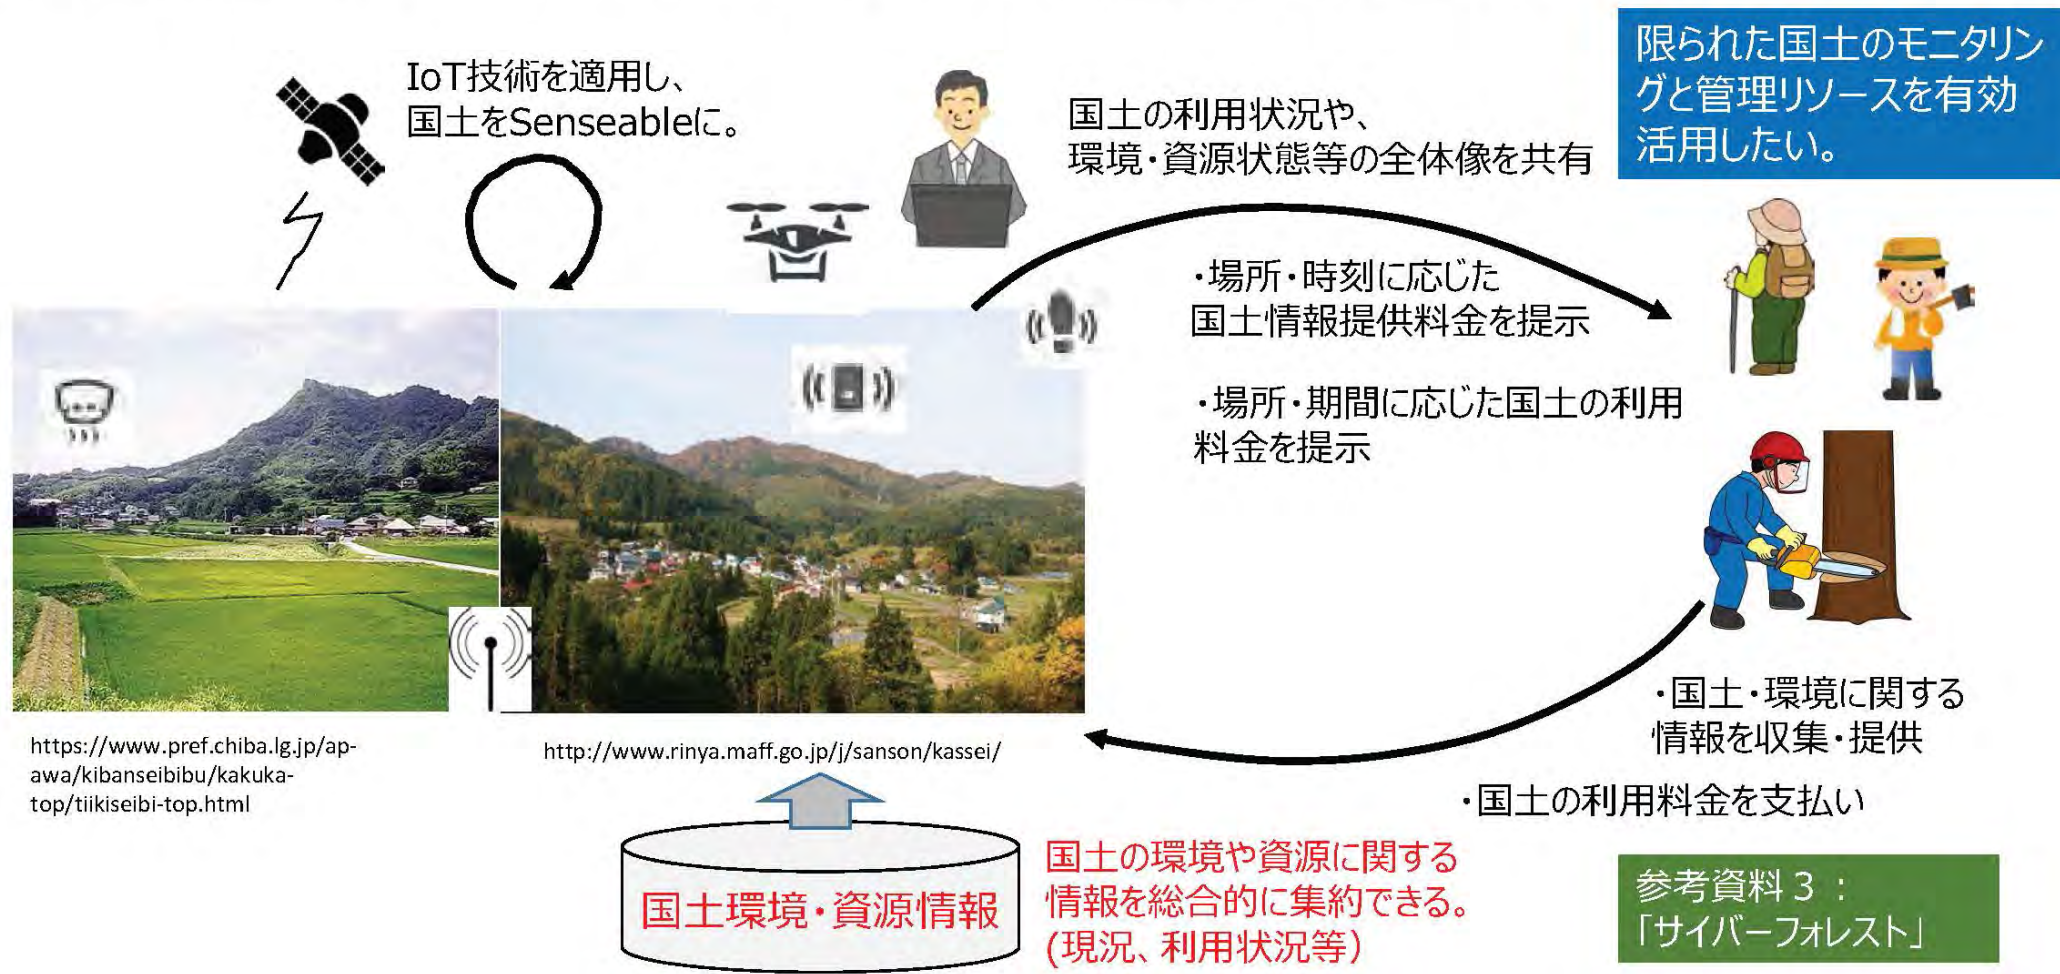 IoT技術を適用し、
国土をSenseableに。
国土の利用状況や、
環境・資源状態等の全体像を共有
限られた国土のモニタリン
グと管理リソースを有効
活用したい。
・場所・時刻に応じた
国土情報提供料金を提示
・場所・期間に応じた国土の利用
料金を提示
・国土・環境に関する
情報を収集・提供
・国土の利用料金を支払い
https://www.pref.chiba.lg.jp/ap-
awa/kibanseibibu/kakuka-
top/tiikiseibi-top.html
http://www.rinya.maff.go.jp/j/sanson/kassei/
国土環境・資源情報
国土の環境や資源に関する
情報を総合的に集約できる。
(現況、利用状況等)
参考資料3：
「サイバーフォレスト」